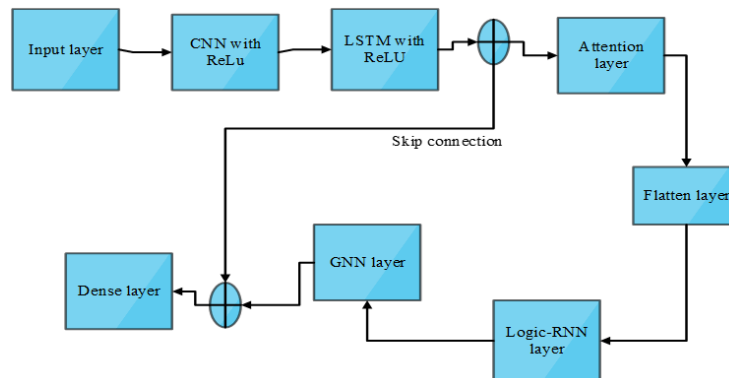 Input layer
CNN with
ReLu
LSTM with
ReLU
Attention
layer
Skip connection
Flatten layer
GNN layer
Dense layer
Logic-RNN
layer